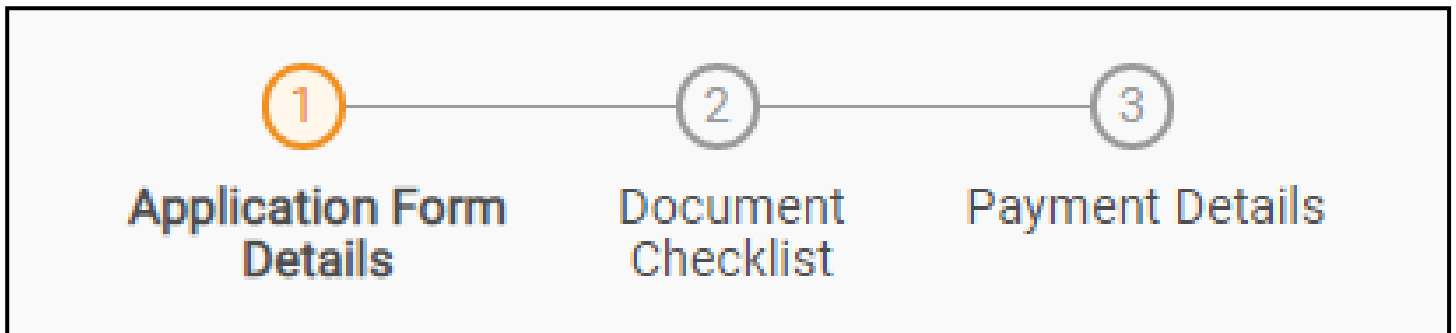 1
2
3
Application Form
Details
Document
Checklist
Payment Details